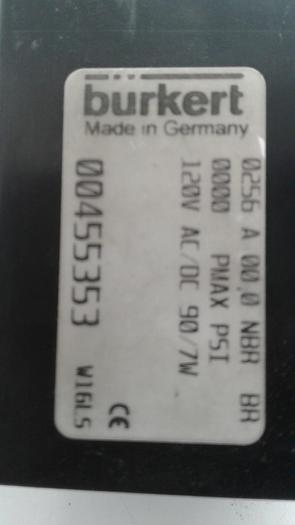 bürkert
Made in Germany
0256 A 00.0 NBR BR
0000 PMAX PSI
120V AC/DC 90/7W
00455353 W16LS
CE